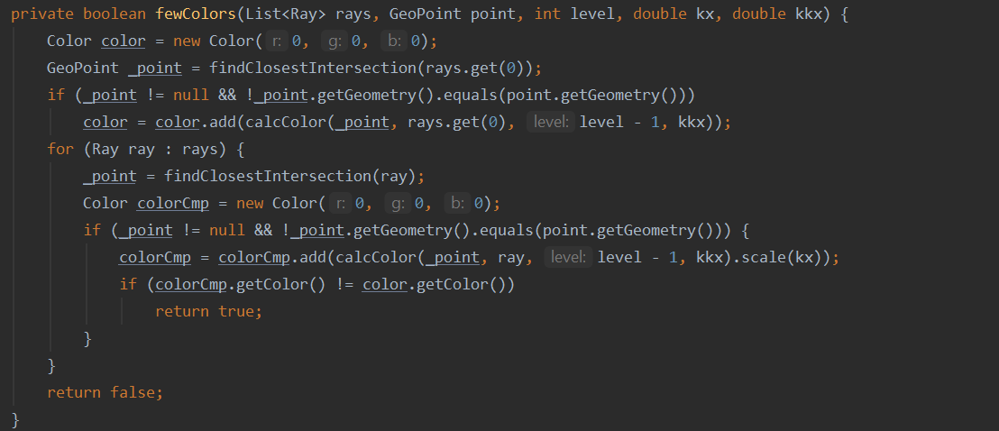 private boolean fewColors(List<Ray> rays, GeoPoint point, int level, double kx, double kkx) {
    Color color = new Color( r: 0,  g: 0,  b: 0);
    GeoPoint _point = findClosestIntersection(rays.get(0));
    if (_point != null && !_point.getGeometry().equals(point.getGeometry()))
        color = color.add(calcColor(_point, rays.get(0),  level: level - 1, kkx));
    for (Ray ray : rays) {
        _point = findClosestIntersection(ray);
        Color colorCmp = new Color( r: 0,  g: 0,  b: 0);
        if (_point != null && !_point.getGeometry().equals(point.getGeometry())) {
            colorCmp = colorCmp.add(calcColor(_point, ray,  level: level - 1, kkx).scale(kx));
            if (colorCmp.getColor() != color.getColor())
                return true;
        }
    }
    return false;
}